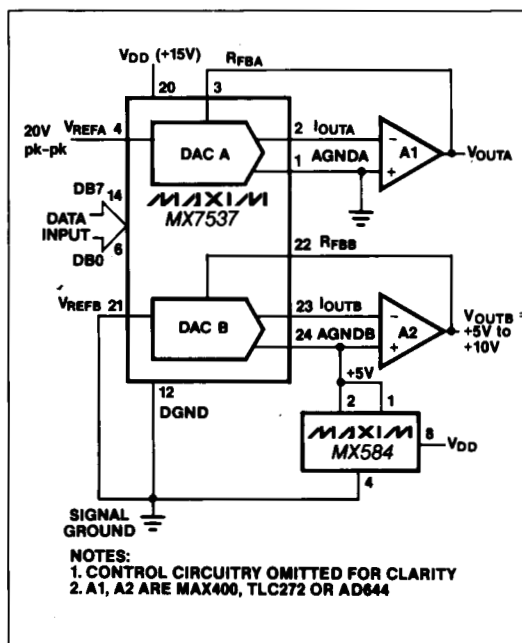 VDD (+15V)
RFBA
20
3
20V
pk-pk
VREFA
4
DAC A
2
IOUTA
1
AGNDA
−
A1
+
VOUTA
DB7
14
DATA
INPUT
6
DB0
MAXIM
MX7537
22
RFBB
VREFB
21
DAC B
23
IOUTB
24
AGNDB
−
A2
+
VOUTB =
+5V to
+10V
12
DGND
+5V
2
1
MAXIM
MX584
8
VDD
4
SIGNAL
GROUND
NOTES:
1. CONTROL CIRCUITRY OMITTED FOR CLARITY
2. A1, A2 ARE MAX400, TLC272 OR AD644